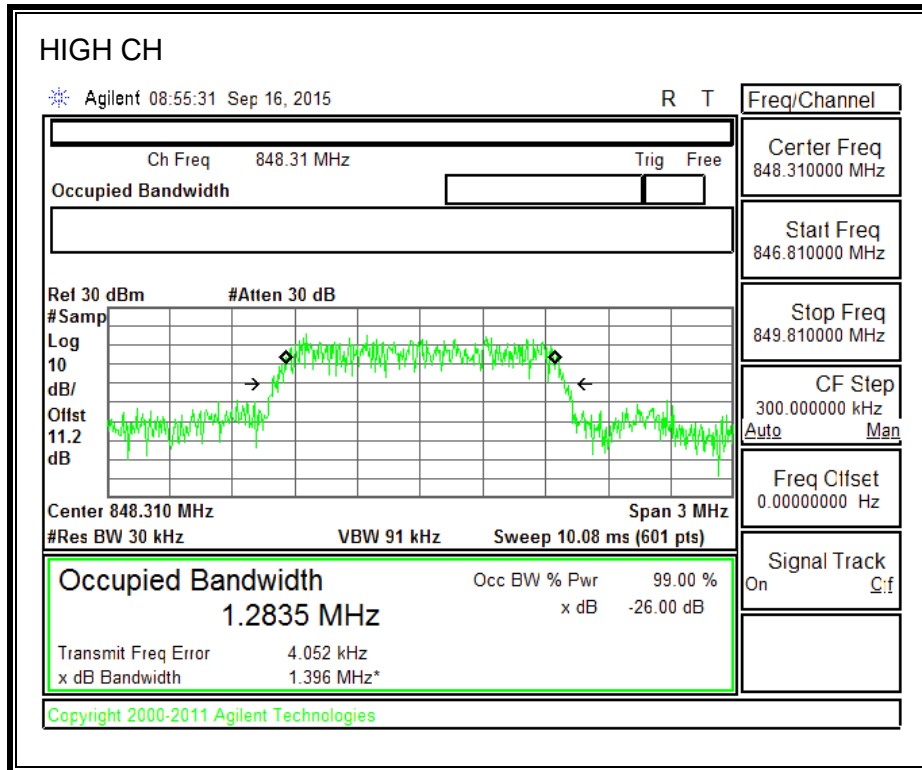 HIGH CH
Agilent 08:55:31 Sep 16, 2015 R T
Freq/Channel
Ch Freq 848.31 MHz Trig Free
Occupied Bandwidth
Center Freq
848.310000 MHz
Start Freq
846.810000 MHz
Stop Freq
849.810000 MHz
CF Step
300.000000 kHz
Auto Man
Freq Offset
0.00000000 Hz
Signal Track
On Off
Ref 30 dBm #Atten 30 dB
#Samp
Log
10
dB/
Offst
11.2
dB
Center 848.310 MHz Span 3 MHz
#Res BW 30 kHz VBW 91 kHz Sweep 10.08 ms (601 pts)
Occupied Bandwidth Occ BW % Pwr 99.00 %
1.2835 MHz x dB -26.00 dB
Transmit Freq Error 4.052 kHz
x dB Bandwidth 1.396 MHz*
Copyright 2000-2011 Agilent Technologies